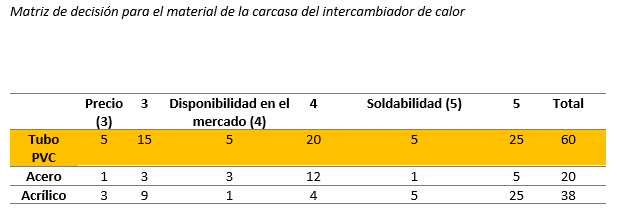 Matriz de decisión para el material de la carcasa del intercambiador de calor
Precio (3) 3 Disponibilidad en el mercado (4) 4 Soldabilidad (5) 5 Total
Tubo PVC 5 15 5 20 5 25 60
Acero 1 3 3 12 1 5 20
Acrílico 3 9 1 4 5 25 38